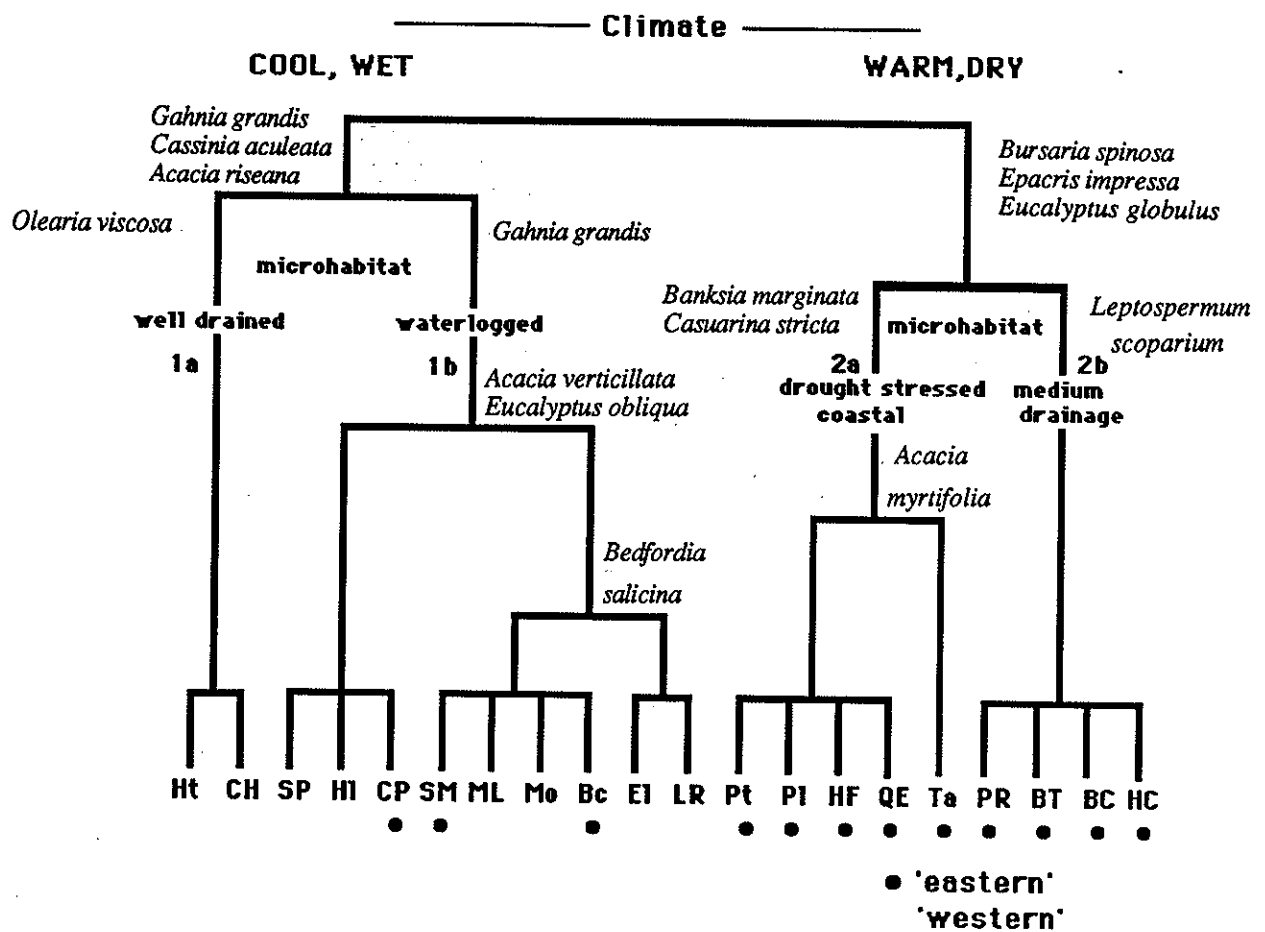 Climate
COOL, WET
WARM,DRY
Gahnia grandis
Cassinia aculeata
Acacia riseana
Bursaria spinosa
Epacris impressa
Eucalyptus globulus
Olearia viscosa
Gahnia grandis
microhabitat
well drained
waterlogged
1a
1b
Banksia marginata
Casuarina stricta
microhabitat
Leptospermum
scoparium
2a
2b
drought stressed
coastal
medium
drainage
Acacia verticillata
Eucalyptus obliqua
Acacia
myrtifolia
Bedfordia
salicina
Ht CH SP Hl CP SM ML Mo Bc El LR Pt Pl HF QE Ta PR BT BC HC
● 'eastern'
'western'